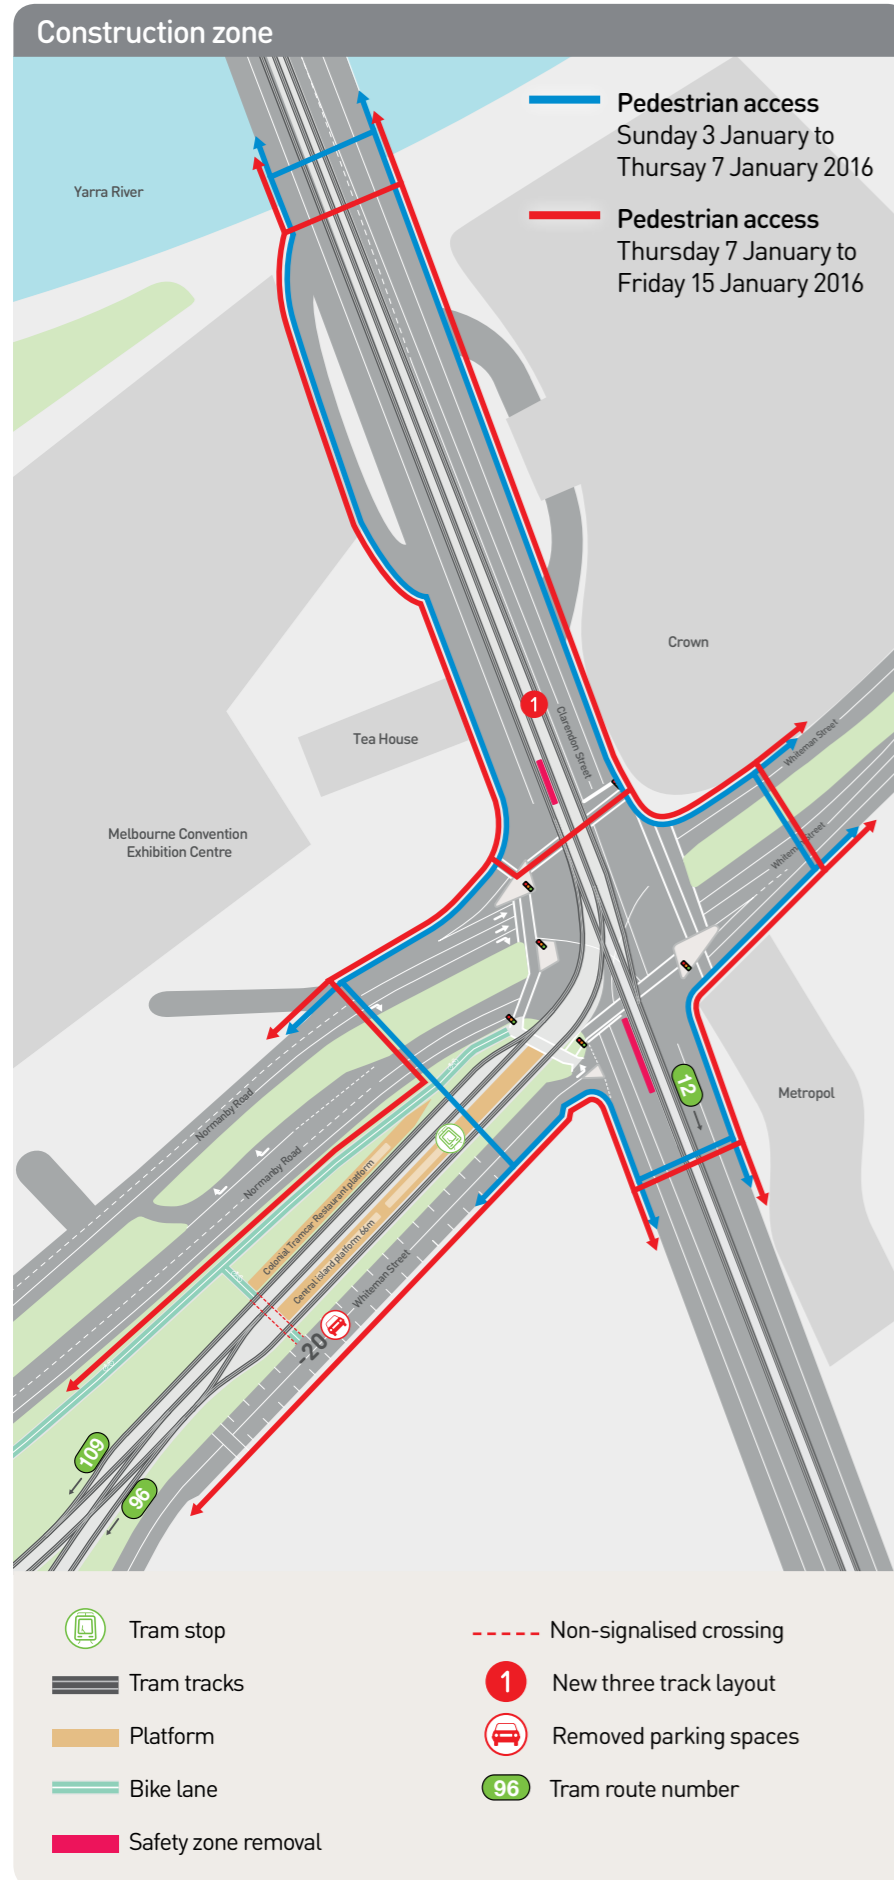 Construction zone
Pedestrian access
Sunday 3 January to
Thursay 7 January 2016
Pedestrian access
Thursday 7 January to
Friday 15 January 2016
Yarra River
Crown
1
Clarendon Street
Tea House
Whiteman Street
Melbourne Convention
Exhibition Centre
Whiteman Street
12
Metropol
Normanby Road
Normanby Road
Colonial Tramcar Restaurant platform
Central island platform 66m
Whiteman Street
-20
109
96
Tram stop
Tram tracks
Platform
Bike lane
Safety zone removal
Non-signalised crossing
1 New three track layout
Removed parking spaces
96 Tram route number